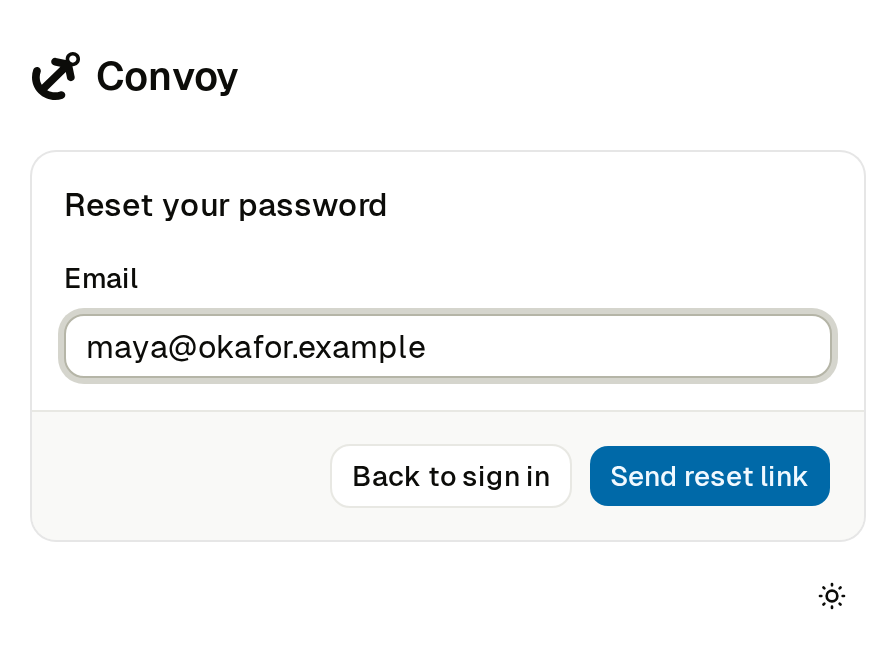 Convoy
Reset your password
Email
maya@okafor.example
Back to sign in
Send reset link